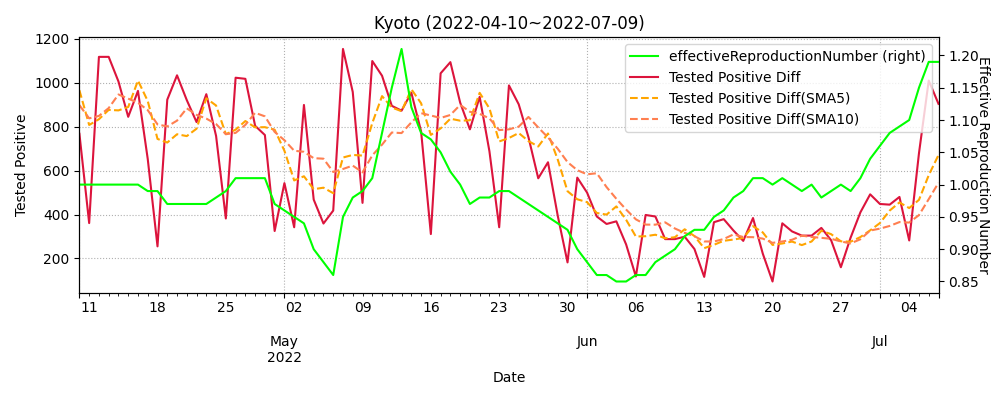 Kyoto (2022-04-10~2022-07-09)
effectiveReproductionNumber (right)
Tested Positive Diff
Tested Positive Diff(SMA5)
Tested Positive Diff(SMA10)
Tested Positive
1200
1000
800
600
400
200
Effective Reproduction Number
1.20
1.15
1.10
1.05
1.00
0.95
0.90
0.85
11 18 25 02 09 16 23 30 06 13 20 27 04
May Jun Jul
2022
Date